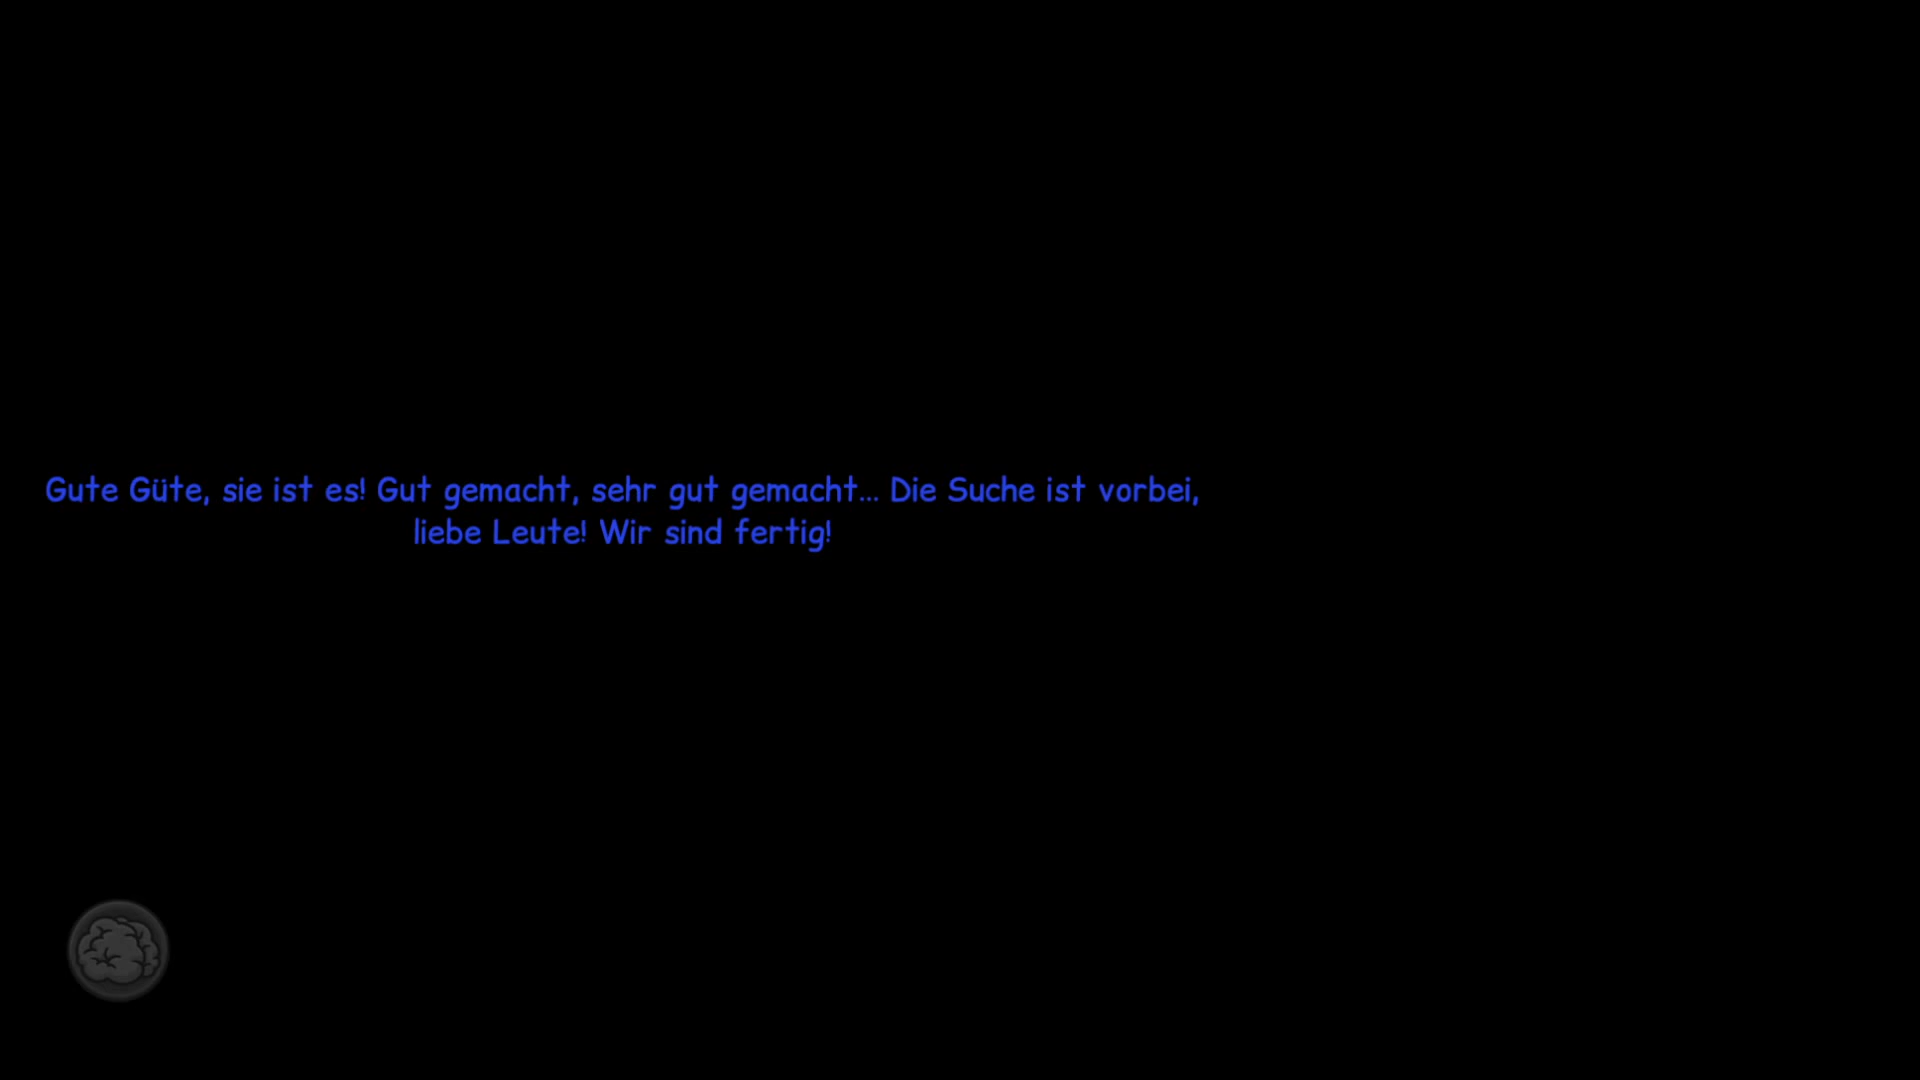 Gute Güte, sie ist es! Gut gemacht, sehr gut gemacht... Die Suche ist vorbei,
liebe Leute! Wir sind fertig!